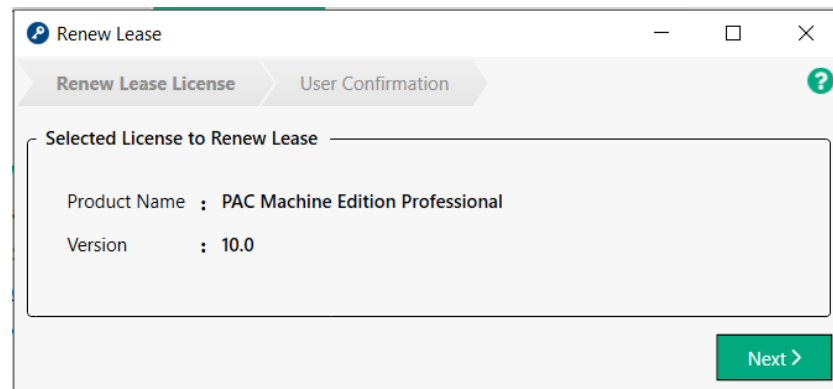 Renew Lease
Renew Lease License User Confirmation ?
Selected License to Renew Lease
Product Name : PAC Machine Edition Professional
Version : 10.0
Next >